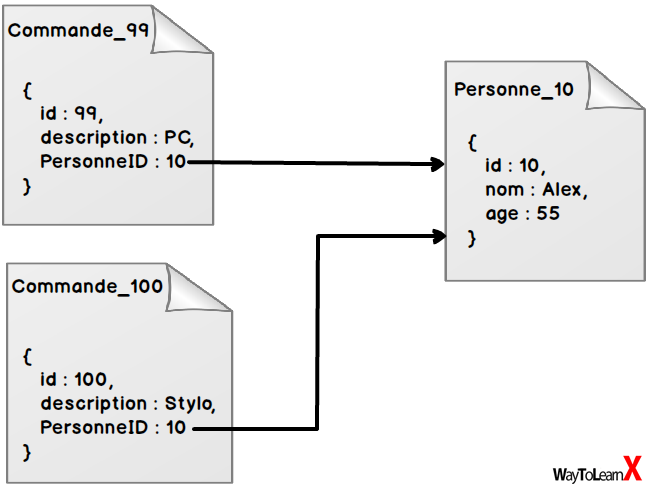 Commande_99
{
id : 99,
description : PC,
PersonneID : 10
}
Personne_10
{
id : 10,
nom : Alex,
age : 55
}
Commande_100
{
id : 100,
description : Stylo,
PersonneID : 10
}
WayToLearnX